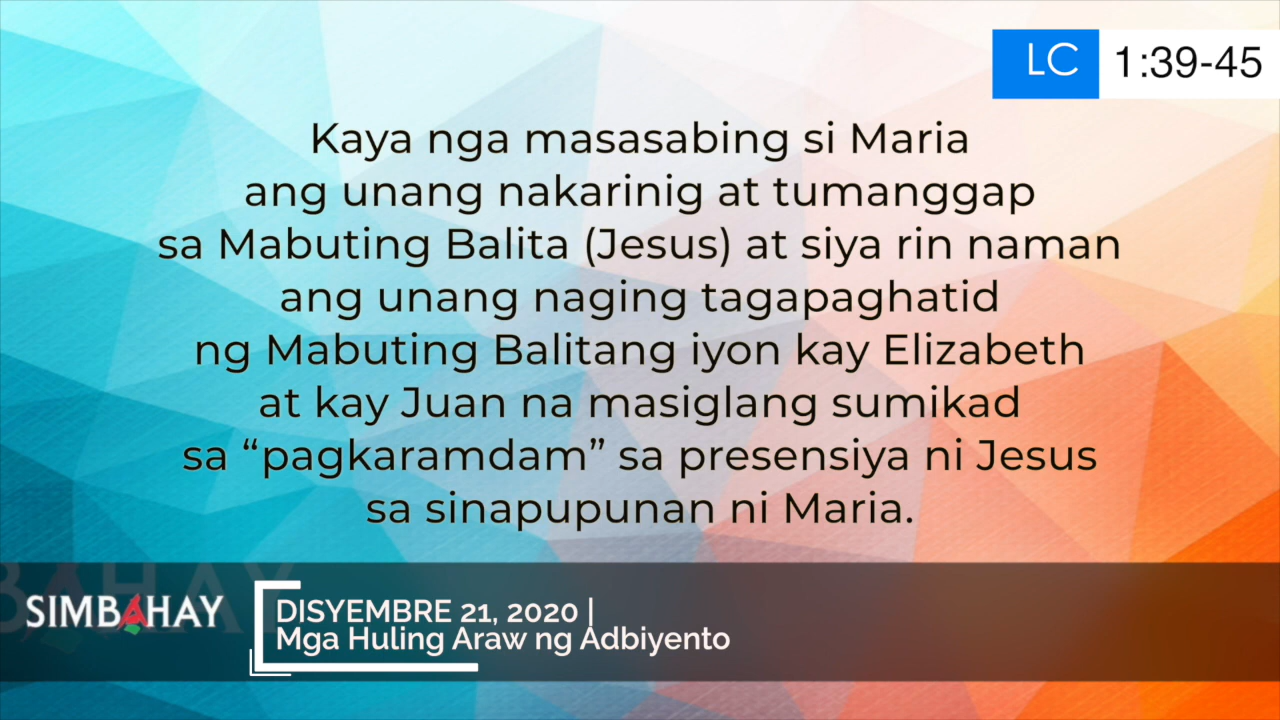 LC 1:39-45
Kaya nga masasabing si Maria
ang unang nakarinig at tumanggap
sa Mabuting Balita (Jesus) at siya rin naman
ang unang naging tagapaghatid
ng Mabuting Balitang iyon kay Elizabeth
at kay Juan na masiglang sumikad
sa “pagkaramdam” sa presensiya ni Jesus
sa sinapupunan ni Maria.
SIMBAHAY
DISYEMBRE 21, 2020 |
Mga Huling Araw ng Adbiyento